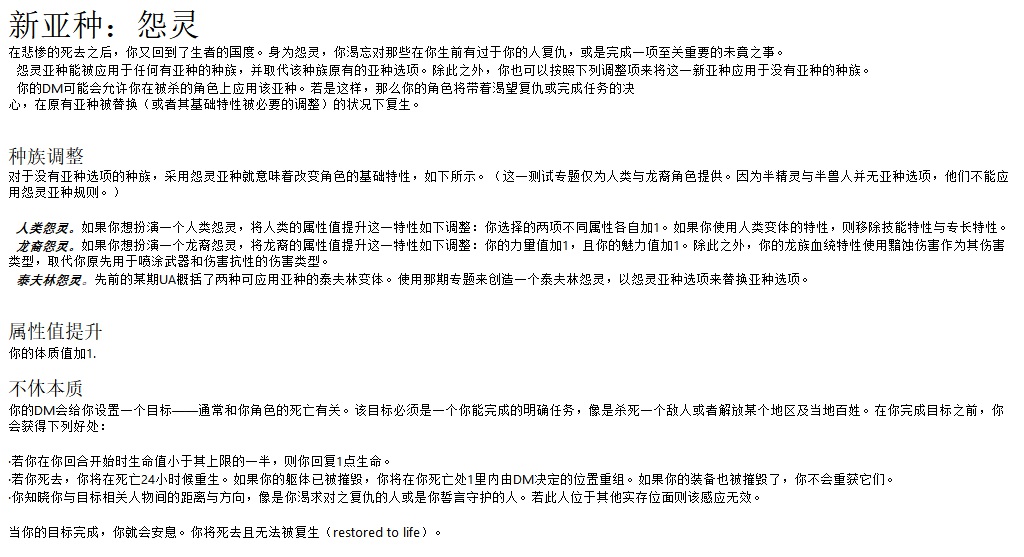 新亚种：怨灵
在悲惨的死去之后，你又回到了生者的国度。身为怨灵，你渴忘对那些在你生前有过于你的人复仇，或是完成一项至关重要的未竟之事。
怨灵亚种能被应用于任何有亚种的种族，并取代该种族原有的亚种选项。除此之外，你也可以按照下列调整项来将这一新亚种应用于没有亚种的种族。
你的DM可能会允许你在被杀的角色上应用该亚种。若是这样，那么你的角色将带着渴望复仇或完成任务的决
心，在原有亚种被替换（或者其基础特性被必要的调整）的状况下复生。
种族调整
对于没有亚种选项的种族，采用怨灵亚种就意味着改变角色的基础特性，如下所示。（这一测试专题仅为人类与龙裔角色提供。因为半精灵与半兽人并无亚种选项，他们不能应
用怨灵亚种规则。）
人类怨灵。如果你想扮演一个人类怨灵，将人类的属性值提升这一特性如下调整：你选择的两项不同属性各自加1。如果你使用人类变体的特性，则移除技能特性与专长特性。
龙裔怨灵。如果你想扮演一个龙裔怨灵，将龙裔的属性值提升这一特性如下调整：你的力量值加1，且你的魅力值加1。除此之外，你的龙族血统特性使用黯蚀伤害作为其伤害
类型，取代你原先用于喷涂武器和伤害抗性的伤害类型。
泰夫林怨灵。先前的某期UA概括了两种可应用亚种的泰夫林变体。使用那期专题来创造一个泰夫林怨灵，以怨灵亚种选项来替换亚种选项。
属性值提升
你的体质值加1.
不休本质
你的DM会给你设置一个目标——通常和你角色的死亡有关。该目标必须是一个你能完成的明确任务，像是杀死一个敌人或者解放某个地区及当地百姓。在你完成目标之前，你
会获得下列好处：
·若你在你回合开始时生命值小于其上限的一半，则你回复1点生命。
·若你死去，你将在死亡24小时候重生。如果你的躯体已被摧毁，你将在你死亡处1里内由DM决定的位置重组。如果你的装备也被摧毁了，你不会重获它们。
·你知晓你与目标相关人物间的距离与方向，像是你渴求对之复仇的人或是你誓言守护的人。若此人位于其他实存位面则该感应无效。
当你的目标完成，你就会安息。你将死去且无法被复生（restored to life）。